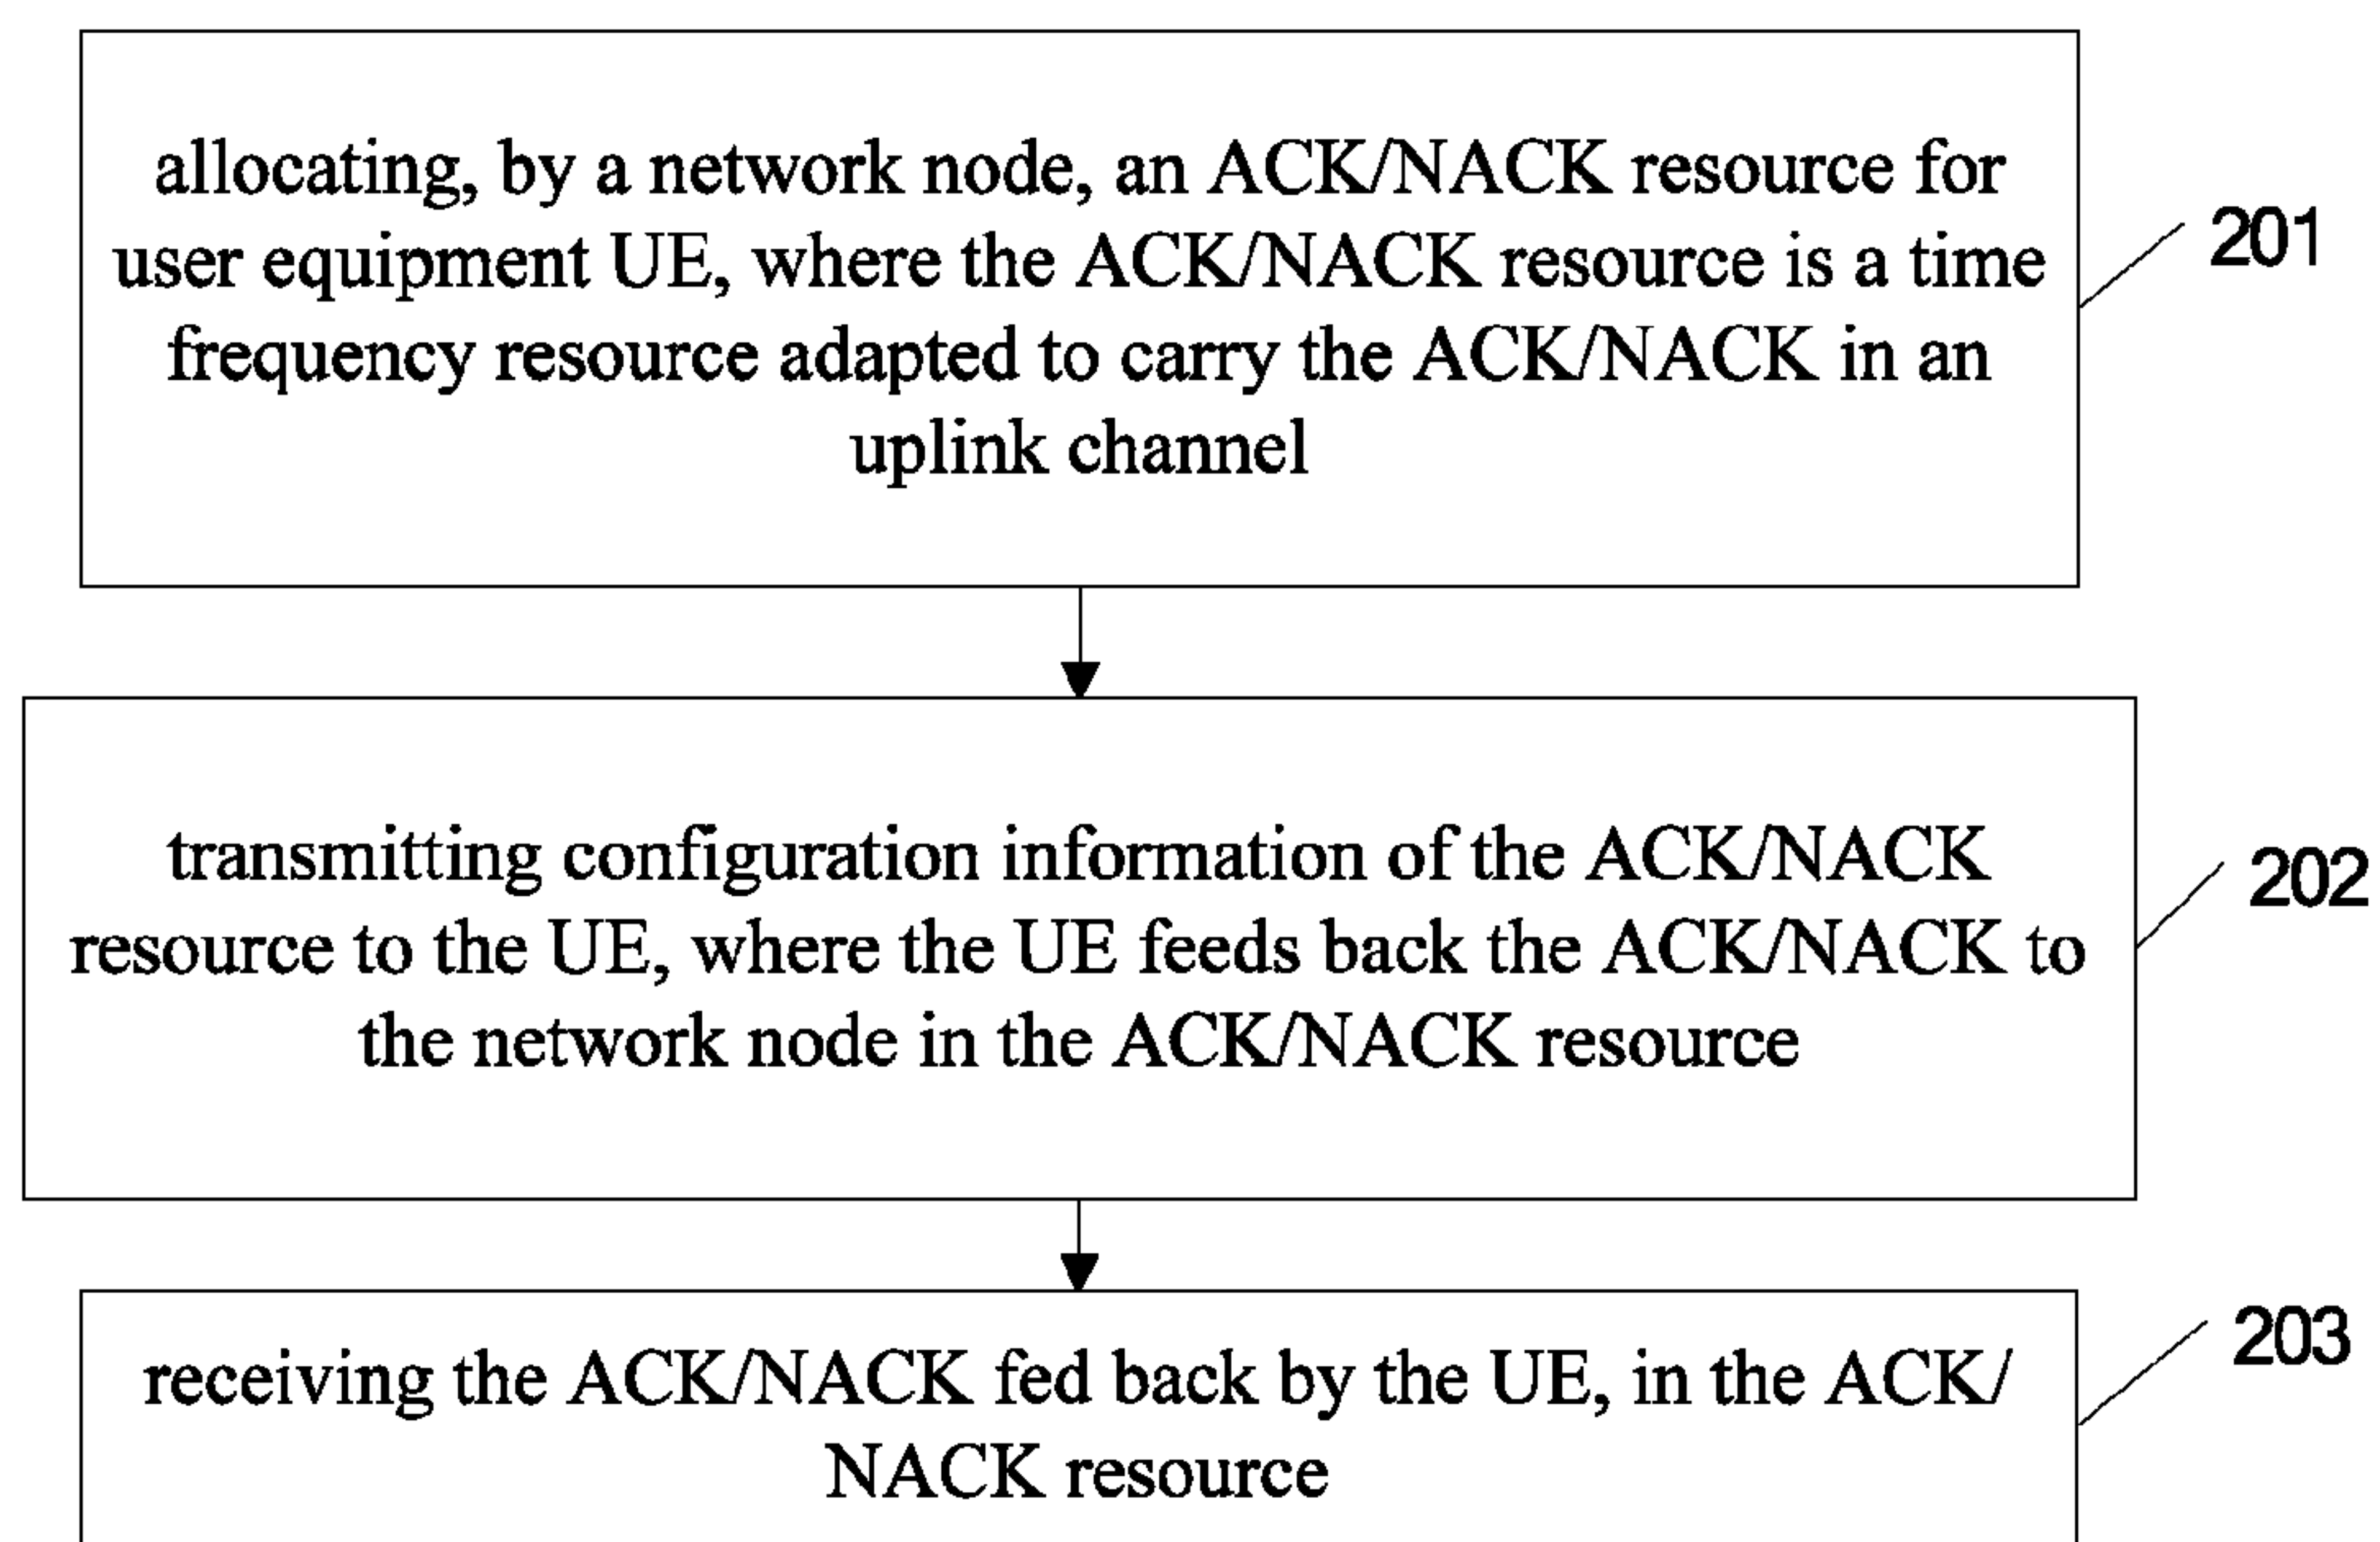 allocating, by a network node, an ACK/NACK resource for
user equipment UE, where the ACK/NACK resource is a time
frequency resource adapted to carry the ACK/NACK in an
uplink channel
201
transmitting configuration information of the ACK/NACK
resource to the UE, where the UE feeds back the ACK/NACK to
the network node in the ACK/NACK resource
202
receiving the ACK/NACK fed back by the UE, in the ACK/
NACK resource
203